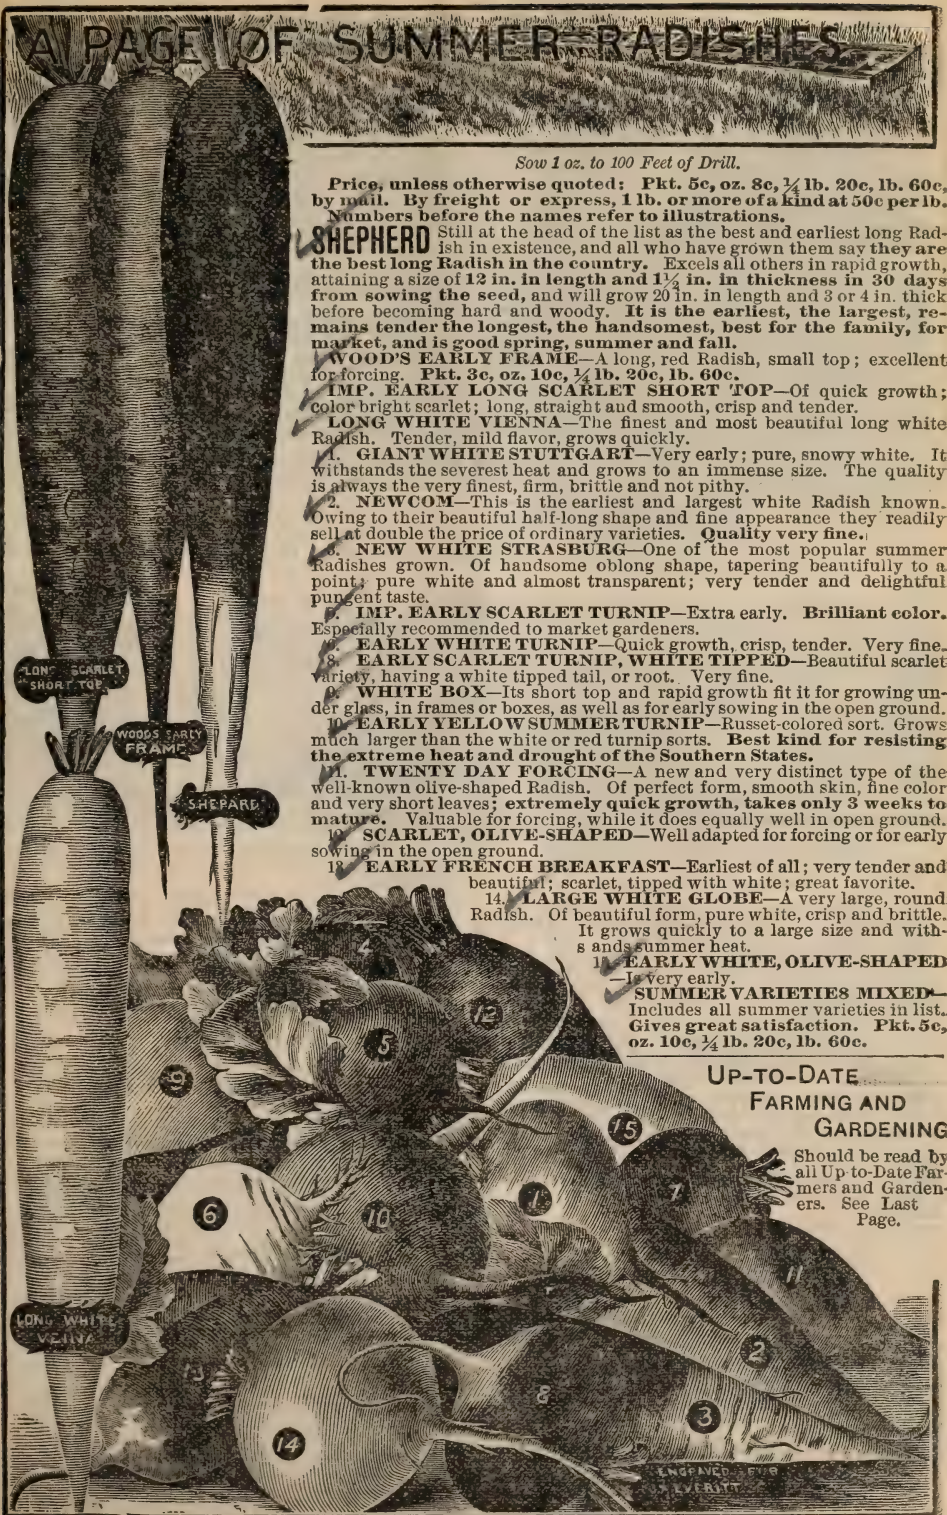 A PAGE OF SUMMER RADISHES
Sow 1 oz. to 100 Feet of Drill.
Price, unless otherwise quoted: Pkt. 5c, oz. 8c, ¼ lb. 20c, lb. 60c,
by mail. By freight or express, 1 lb. or more of a kind at 50c per lb.
Numbers before the names refer to illustrations.
SHEPHERD Still at the head of the list as the best and earliest long Rad-
ish in existence, and all who have grown them say they are
the best long Radish in the country. Excels all others in rapid growth,
attaining a size of 12 in. in length and 1½ in. in thickness in 30 days
from sowing the seed, and will grow 20 in. in length and 3 or 4 in. thick
before becoming hard and woody. It is the earliest, the largest, re-
mains tender the longest, the handsomest, best for the family, for
market, and is good spring, summer and fall.
WOOD'S EARLY FRAME—A long, red Radish, small top; excellent
for forcing. Pkt. 3c, oz. 10c, ¼ lb. 20c, lb. 60c.
IMP. EARLY LONG SCARLET SHORT TOP—Of quick growth;
color bright scarlet; long, straight and smooth, crisp and tender.
LONG WHITE VIENNA—The finest and most beautiful long white
Radish. Tender, mild flavor, grows quickly.
1. GIANT WHITE STUTTGART—Very early; pure, snowy white. It
withstands the severest heat and grows to an immense size. The quality
is always the very finest, firm, brittle and not pithy.
2. NEWCOM—This is the earliest and largest white Radish known.
Owing to their beautiful half-long shape and fine appearance they readily
sell at double the price of ordinary varieties. Quality very fine.
3. NEW WHITE STRASBURG—One of the most popular summer
Radishes grown. Of handsome oblong shape, tapering beautifully to a
point; pure white and almost transparent; very tender and delightful
pungent taste.
5. IMP. EARLY SCARLET TURNIP—Extra early. Brilliant color.
Especially recommended to market gardeners.
6. EARLY WHITE TURNIP—Quick growth, crisp, tender. Very fine.
8. EARLY SCARLET TURNIP, WHITE TIPPED—Beautiful scarlet
variety, having a white tipped tail, or root. Very fine.
9. WHITE BOX—Its short top and rapid growth fit it for growing un-
der glass, in frames or boxes, as well as for early sowing in the open ground.
10. EARLY YELLOW SUMMER TURNIP—Russet-colored sort. Grows
much larger than the white or red turnip sorts. Best kind for resisting
the extreme heat and drought of the Southern States.
11. TWENTY DAY FORCING—A new and very distinct type of the
well-known olive-shaped Radish. Of perfect form, smooth skin, fine color
and very short leaves; extremely quick growth, takes only 3 weeks to
mature. Valuable for forcing, while it does equally well in open ground.
12. SCARLET, OLIVE-SHAPED—Well adapted for forcing or for early
sowing in the open ground.
13. EARLY FRENCH BREAKFAST—Earliest of all; very tender and
beautiful; scarlet, tipped with white; great favorite.
14. LARGE WHITE GLOBE—A very large, round
Radish. Of beautiful form, pure white, crisp and brittle.
It grows quickly to a large size and with-
s ands summer heat.
EARLY WHITE, OLIVE-SHAPED
—Is very early.
SUMMER VARIETIES MIXED—
Includes all summer varieties in list.
Gives great satisfaction. Pkt. 5c,
oz. 10c, ¼ lb. 20c, lb. 60c.
UP-TO-DATE
FARMING AND
GARDENING
Should be read by
all Up-to-Date Far-
mers and Garden-
ers. See Last
Page.
LONG SCARLET
SHORT TOP
WOODS EARLY
FRAME
SHEPARD
LONG WHITE
VEINA
4
12
5
9
15
7
1
6
10
11
2
13
8
3
14
ENGRAVED FOR
EVERITT